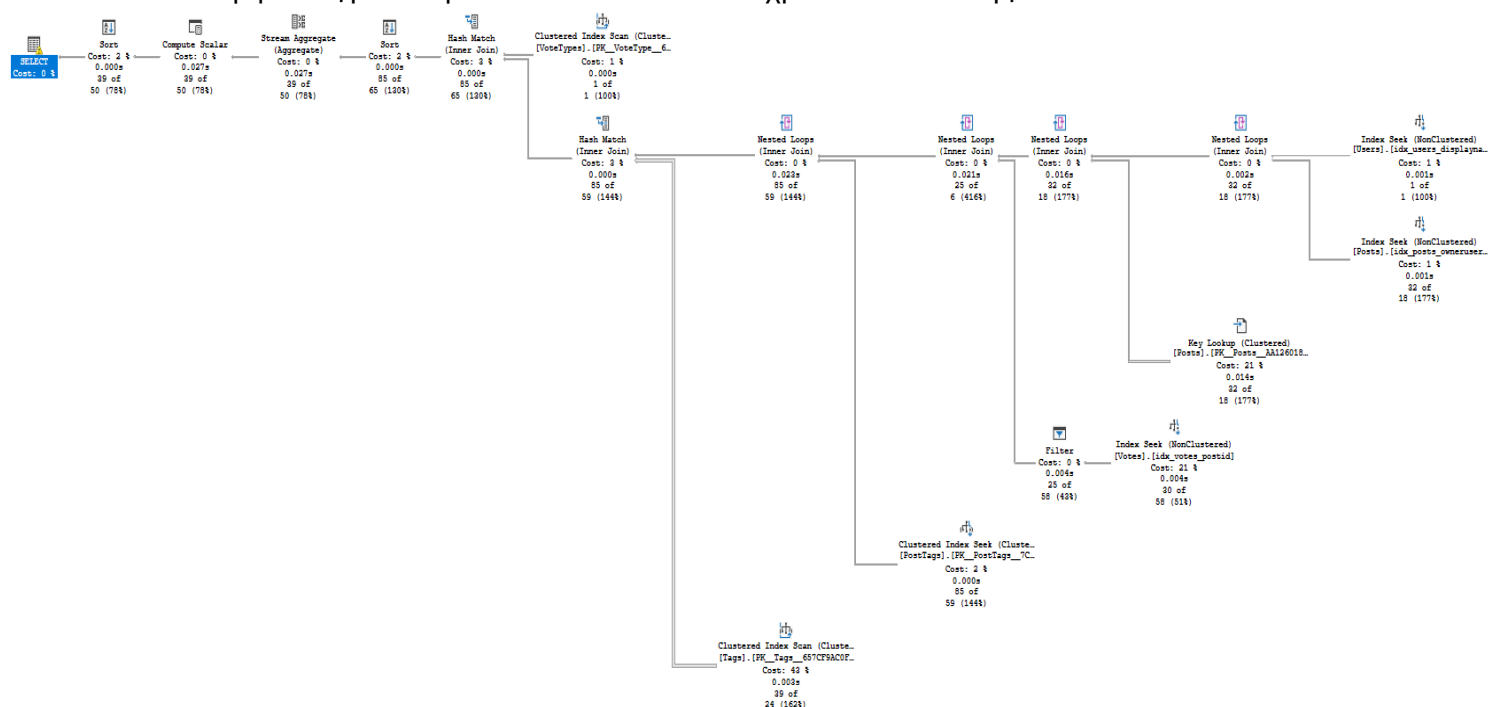 SELECT
Cost: 0 %
Sort
Cost: 2 %
0.000s
39 of
50 (78%)
Compute Scalar
Cost: 0 %
0.027s
39 of
50 (78%)
Stream Aggregate
(Aggregate)
Cost: 0 %
0.027s
39 of
50 (78%)
Sort
Cost: 2 %
0.000s
85 of
65 (130%)
Hash Match
(Inner Join)
Cost: 3 %
0.000s
85 of
65 (130%)
Clustered Index Scan (Cluste…
[VoteTypes].[PK__VoteType__6…
Cost: 1 %
0.000s
1 of
1 (100%)
Hash Match
(Inner Join)
Cost: 3 %
0.000s
85 of
59 (144%)
Nested Loops
(Inner Join)
Cost: 0 %
0.023s
85 of
59 (144%)
Nested Loops
(Inner Join)
Cost: 0 %
0.021s
25 of
6 (416%)
Nested Loops
(Inner Join)
Cost: 0 %
0.016s
32 of
18 (177%)
Nested Loops
(Inner Join)
Cost: 0 %
0.002s
32 of
18 (177%)
Index Seek (NonClustered)
[Users].[idx_users_displayna…
Cost: 1 %
0.001s
1 of
1 (100%)
Index Seek (NonClustered)
[Posts].[idx_posts_owneruser…
Cost: 1 %
0.001s
32 of
18 (177%)
Key Lookup (Clustered)
[Posts].[PK__Posts__AA126018…
Cost: 21 %
0.014s
32 of
18 (177%)
Filter
Cost: 0 %
0.004s
25 of
58 (43%)
Index Seek (NonClustered)
[Votes].[idx_votes_postid]
Cost: 21 %
0.004s
30 of
58 (51%)
Clustered Index Seek (Cluste…
[PostTags].[PK__PostTags__7C…
Cost: 2 %
0.000s
85 of
59 (144%)
Clustered Index Scan (Cluste…
[Tags].[PK__Tags__657CF9AC0F…
Cost: 43 %
0.003s
39 of
24 (162%)